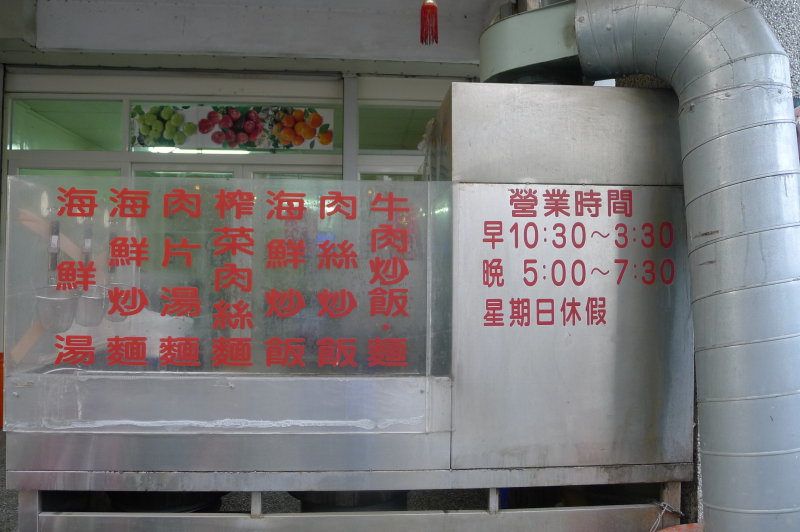 牛肉炒飯·麵
肉絲炒飯
海鮮炒飯
榨菜肉絲麵
肉片湯麵
海鮮炒麵
海鮮湯
營業時間
早10:30～3:30
晚 5:00～7:30
星期日休假